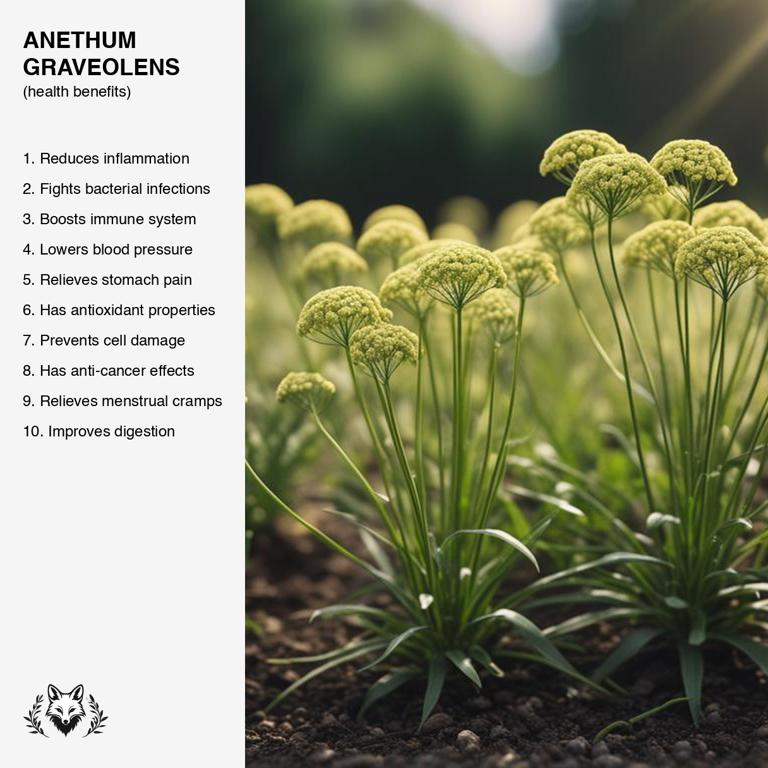 ANETHUM
GRAVEOLENS
(health benefits)
1. Reduces inflammation
2. Fights bacterial infections
3. Boosts immune system
4. Lowers blood pressure
5. Relieves stomach pain
6. Has antioxidant properties
7. Prevents cell damage
8. Has anti-cancer effects
9. Relieves menstrual cramps
10. Improves digestion